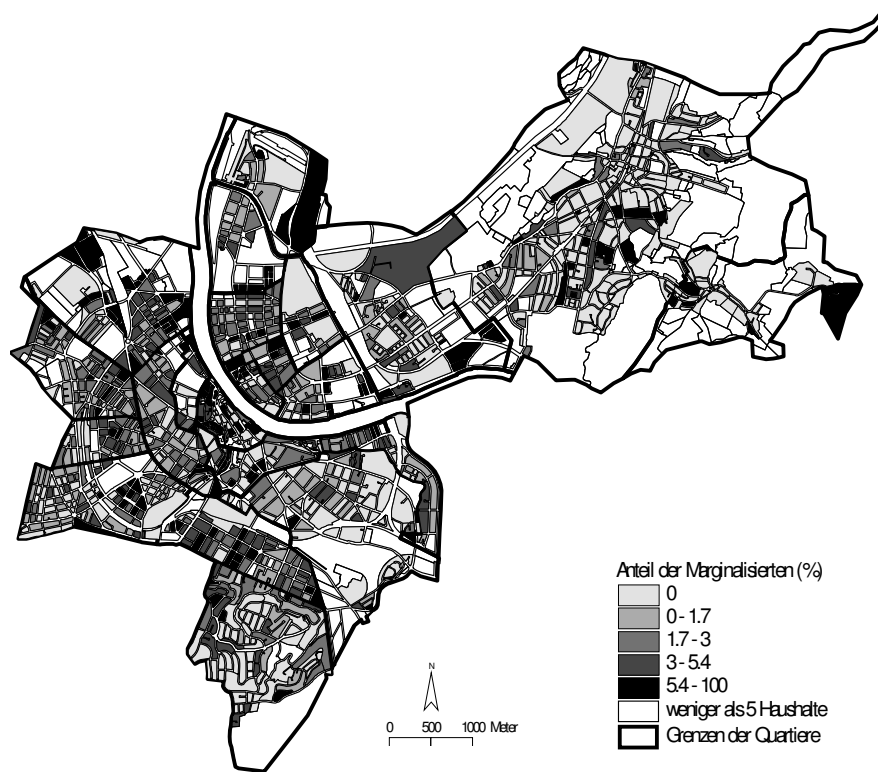 Anteil der Marginalisierten (%)
0
0 - 1.7
1.7 - 3
3 - 5.4
5.4 - 100
weniger als 5 Haushalte
Grenzen der Quartiere
N
0 500 1000 Meter